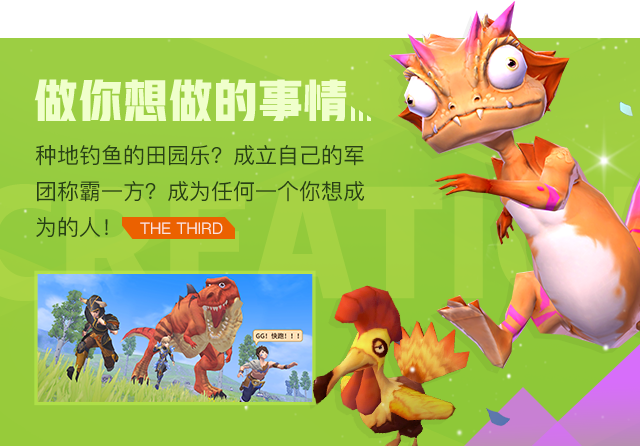 做你想做的事情...
种地钓鱼的田园乐？成立自己的军
团称霸一方？成为任何一个你想成
为的人！ THE THIRD
CREATI
GG！快跑！！！